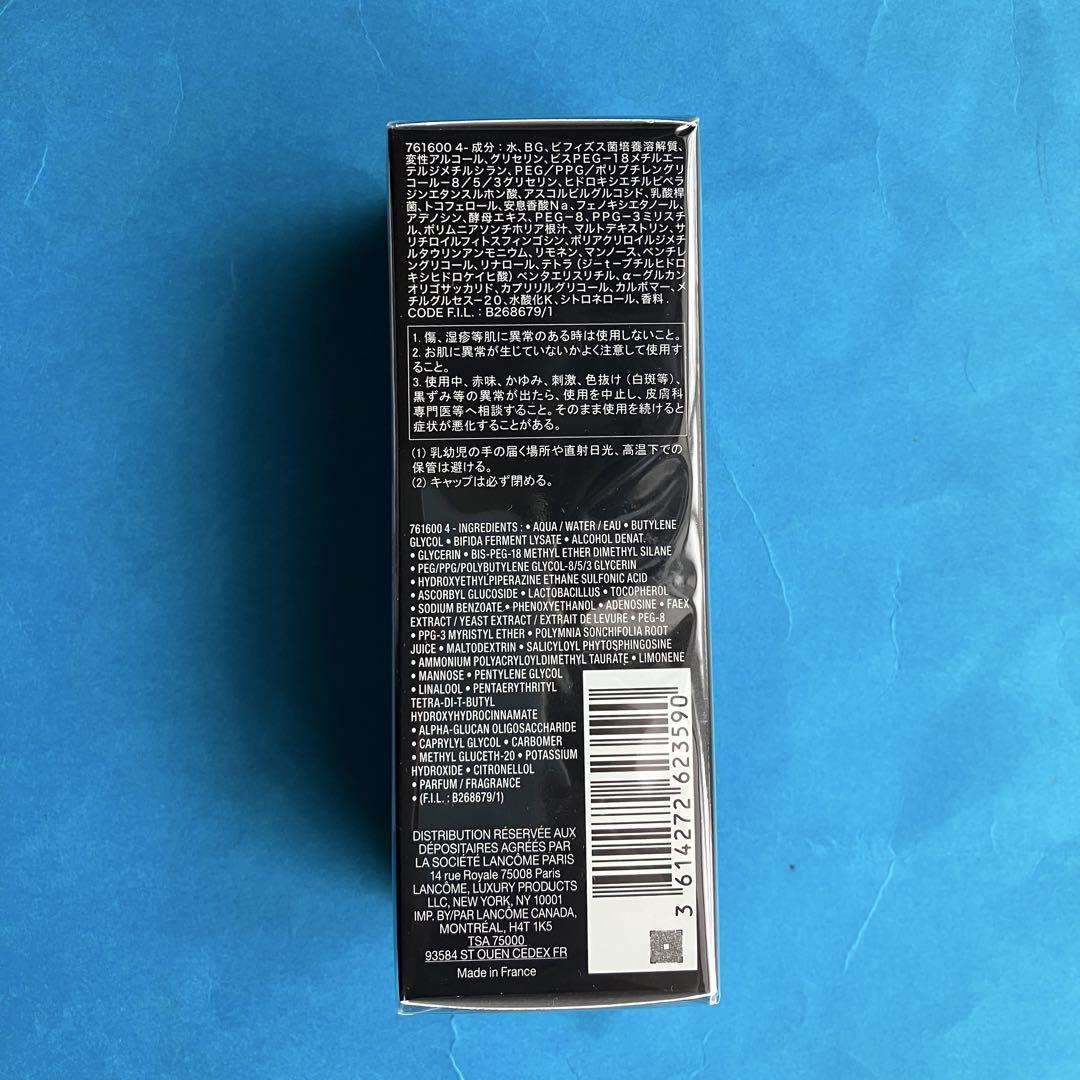 761600 4- 成分：水、BG、ビフィズス菌培養溶解質、
変性アルコール、グリセリン、ビスPEG－18メチルエー
テルジメチルシラン、PEG／PPG／ポリブチレングリ
コール－8／5／3グリセリン、ヒドロキシエチルピペラ
ジンエタンスルホン酸、アスコルビルグルコシド、乳酸桿
菌、トコフェロール、安息香酸Na、フェノキシエタノール、
アデノシン、酵母エキス、PEG－8、PPG－3ミリスチ
ル、ポリムニアソンチホリア根汁、マルトデキストリン、サ
リチロイルフィトスフィンゴシン、ポリアクリロイルジメチ
ルタウリンアンモニウム、リモネン、マンノース、ペンチレ
ングリコール、リナロール、テトラ（ジーtーブチルヒドロ
キシヒドロケイヒ酸）ペンタエリスリチル、α－グルカン
オリゴサッカリド、カプリリルグリコール、カルボマー、メ
チルグルセス－20、水酸化K、シトロネロール、香料 .
CODE F.I.L. : B268679/1
1. 傷、湿疹等肌に異常のある時は使用しないこと。
2. お肌に異常が生じていないかよく注意して使用す
ること。
3. 使用中、赤味、かゆみ、刺激、色抜け（白斑等）、
黒ずみ等の異常が出たら、使用を中止し、皮膚科
専門医等へ相談すること。そのまま使用を続けると
症状が悪化することがある。
(1) 乳幼児の手の届く場所や直射日光、高温下での
保管は避ける。
(2) キャップは必ず閉める。
761600 4 - INGREDIENTS : • AQUA / WATER / EAU • BUTYLENE
GLYCOL • BIFIDA FERMENT LYSATE • ALCOHOL DENAT.
• GLYCERIN • BIS-PEG-18 METHYL ETHER DIMETHYL SILANE
• PEG/PPG/POLYBUTYLENE GLYCOL-8/5/3 GLYCERIN
• HYDROXYETHYLPIPERAZINE ETHANE SULFONIC ACID
• ASCORBYL GLUCOSIDE • LACTOBACILLUS • TOCOPHEROL
• SODIUM BENZOATE • PHENOXYETHANOL • ADENOSINE • FAEX
EXTRACT / YEAST EXTRACT / EXTRAIT DE LEVURE • PEG-8
• PPG-3 MYRISTYL ETHER • POLYMNIA SONCHIFOLIA ROOT
JUICE • MALTODEXTRIN • SALICYLOYL PHYTOSPHINGOSINE
• AMMONIUM POLYACRYLOYLDIMETHYL TAURATE • LIMONENE
• MANNOSE • PENTYLENE GLYCOL
• LINALOOL • PENTAERYTHRITYL
TETRA-DI-T-BUTYL
HYDROXYHYDROCINNAMATE
• ALPHA-GLUCAN OLIGOSACCHARIDE
• CAPRYLYL GLYCOL • CARBOMER
• METHYL GLUCETH-20 • POTASSIUM
HYDROXIDE • CITRONELLOL
• PARFUM / FRAGRANCE
• (F.I.L. : B268679/1)
DISTRIBUTION RÉSERVÉE AUX
DÉPOSITAIRES AGRÉÉS PAR
LA SOCIÉTÉ LANCÔME PARIS
14 rue Royale 75008 Paris
LANCÔME, LUXURY PRODUCTS
LLC, NEW YORK, NY 10001
IMP. BY/PAR LANCÔME CANADA,
MONTRÉAL, H4T 1K5
TSA 75000
93584 ST OUEN CEDEX FR
Made in France
3 614272 623590